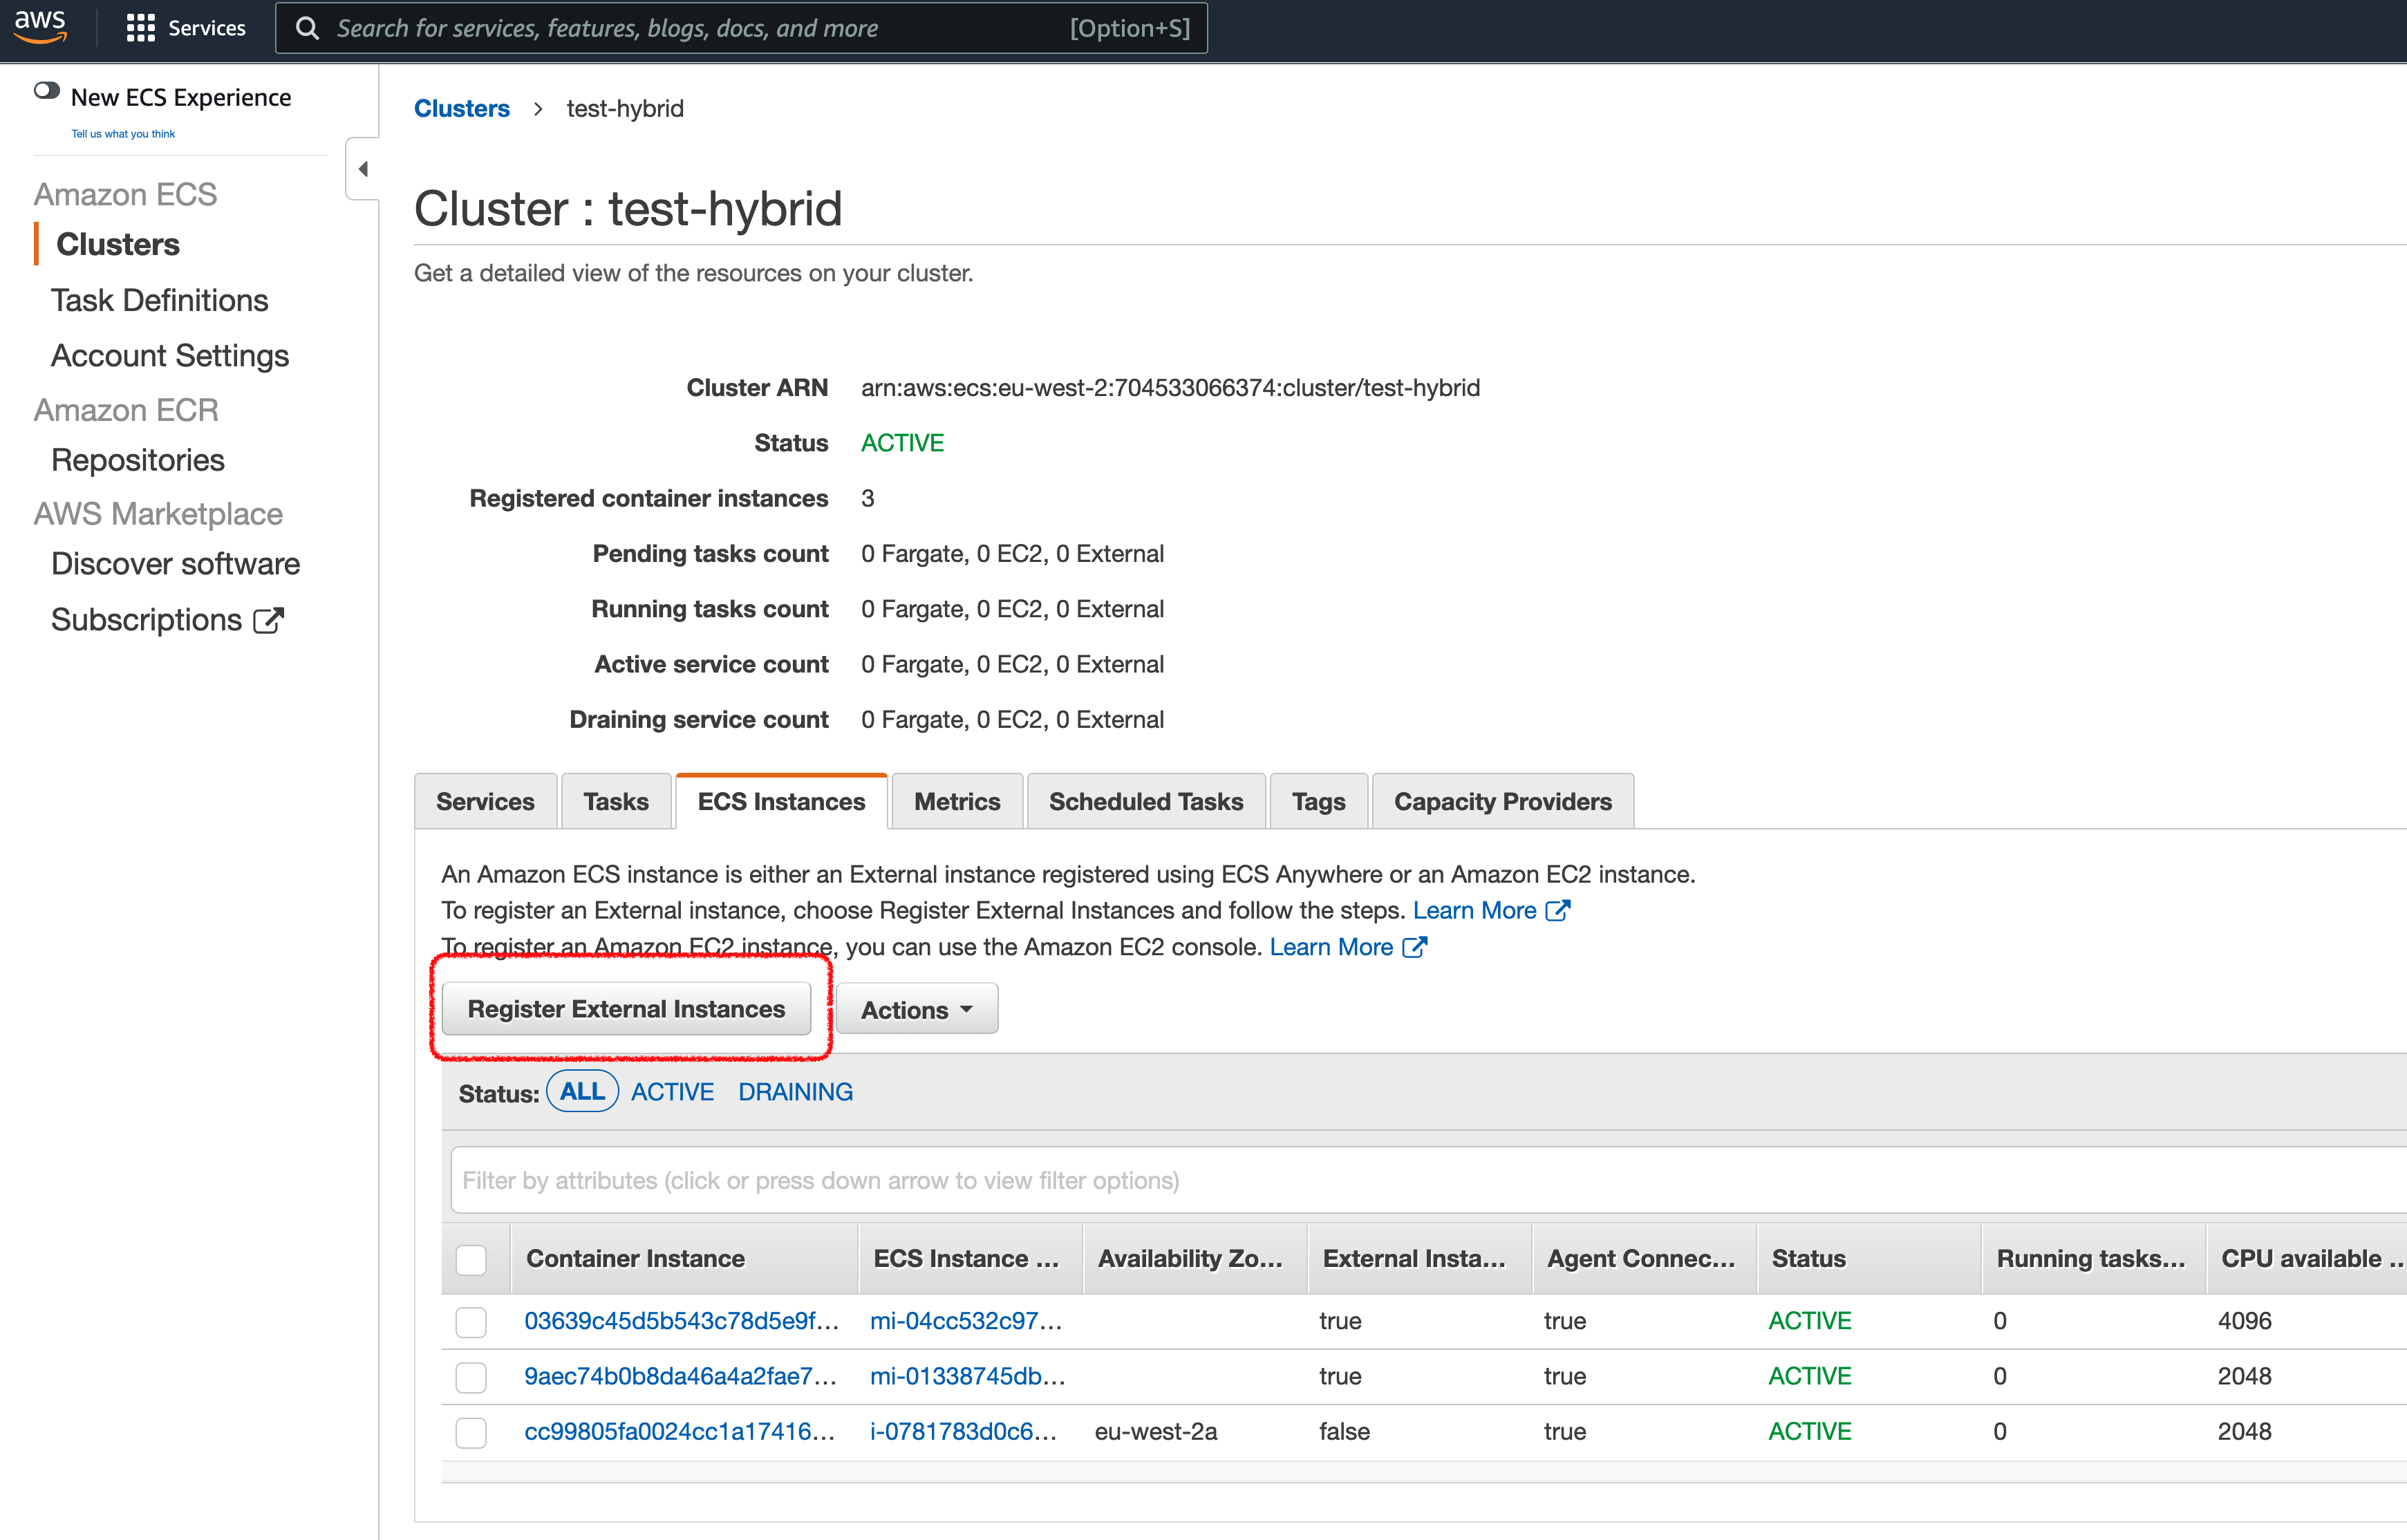 aws
Services
Search for services, features, blogs, docs, and more [Option+S]
New ECS Experience
Tell us what you think
Amazon ECS
Clusters
Task Definitions
Account Settings
Amazon ECR
Repositories
AWS Marketplace
Discover software
Subscriptions
Clusters > test-hybrid
Cluster : test-hybrid
Get a detailed view of the resources on your cluster.
Cluster ARN arn:aws:ecs:eu-west-2:704533066374:cluster/test-hybrid
Status ACTIVE
Registered container instances 3
Pending tasks count 0 Fargate, 0 EC2, 0 External
Running tasks count 0 Fargate, 0 EC2, 0 External
Active service count 0 Fargate, 0 EC2, 0 External
Draining service count 0 Fargate, 0 EC2, 0 External
Services Tasks ECS Instances Metrics Scheduled Tasks Tags Capacity Providers
An Amazon ECS instance is either an External instance registered using ECS Anywhere or an Amazon EC2 instance.
To register an External instance, choose Register External Instances and follow the steps. Learn More
To register an Amazon EC2 instance, you can use the Amazon EC2 console. Learn More
Register External Instances Actions
Status: ALL ACTIVE DRAINING
Filter by attributes (click or press down arrow to view filter options)
Container Instance ECS Instance ... Availability Zo... External Insta... Agent Connec... Status Running tasks... CPU available ...
03639c45d5b543c78d5e9f... mi-04cc532c97... true true ACTIVE 0 4096
9aec74b0b8da46a4a2fae7... mi-01338745db... true true ACTIVE 0 2048
cc99805fa0024cc1a17416... i-0781783d0c6... eu-west-2a false true ACTIVE 0 2048